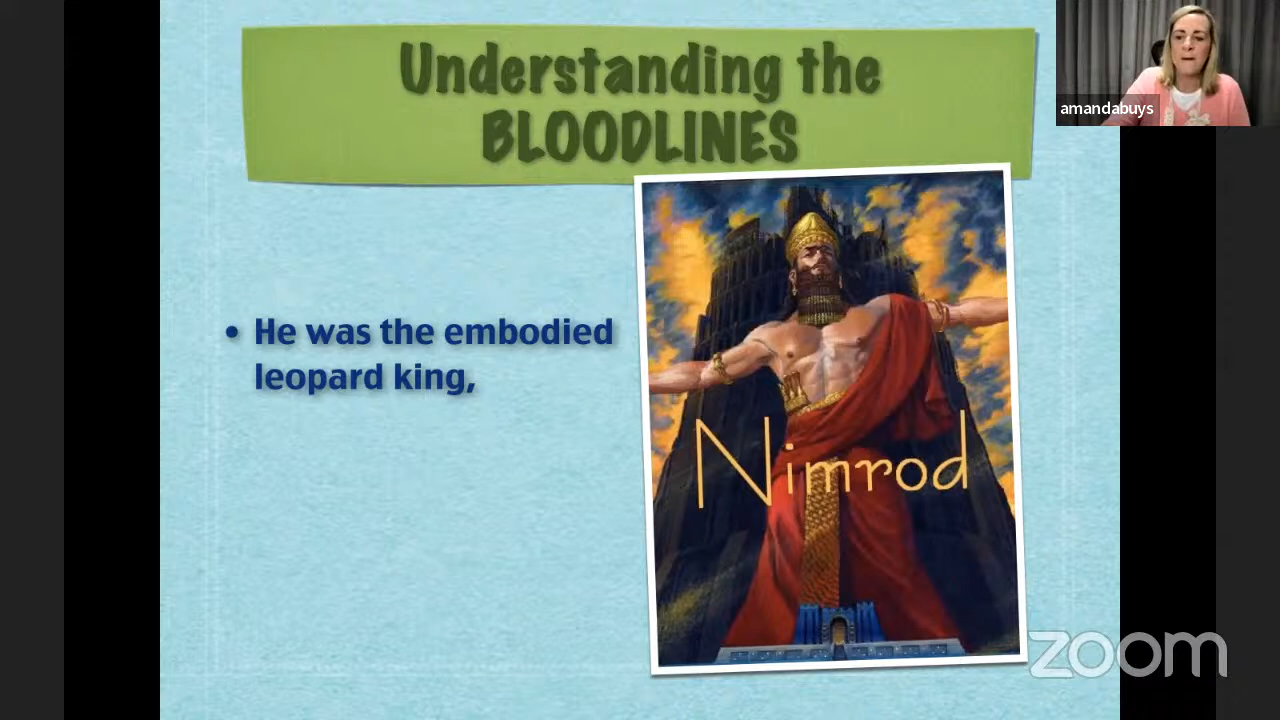 Understanding the
BLOODLINES
amandabuys
• He was the embodied
leopard king,
Nimrod
zoom